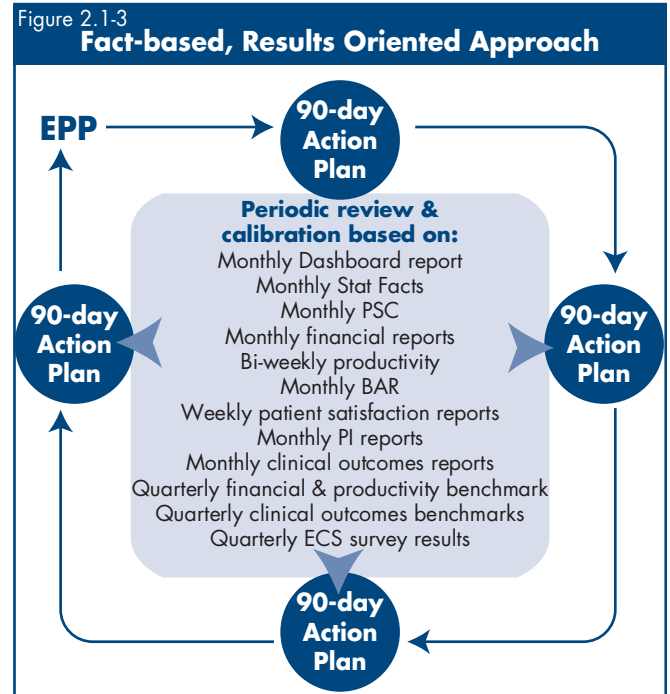 Figure 2.1-3
Fact-based, Results Oriented Approach
EPP
90-day
Action
Plan
Periodic review &
calibration based on:
Monthly Dashboard report
Monthly Stat Facts
Monthly PSC
Monthly financial reports
Bi-weekly productivity
Monthly BAR
Weekly patient satisfaction reports
Monthly PI reports
Monthly clinical outcomes reports
Quarterly financial & productivity benchmark
Quarterly clinical outcomes benchmarks
Quarterly ECS survey results
90-day
Action
Plan
90-day
Action
Plan
90-day
Action
Plan